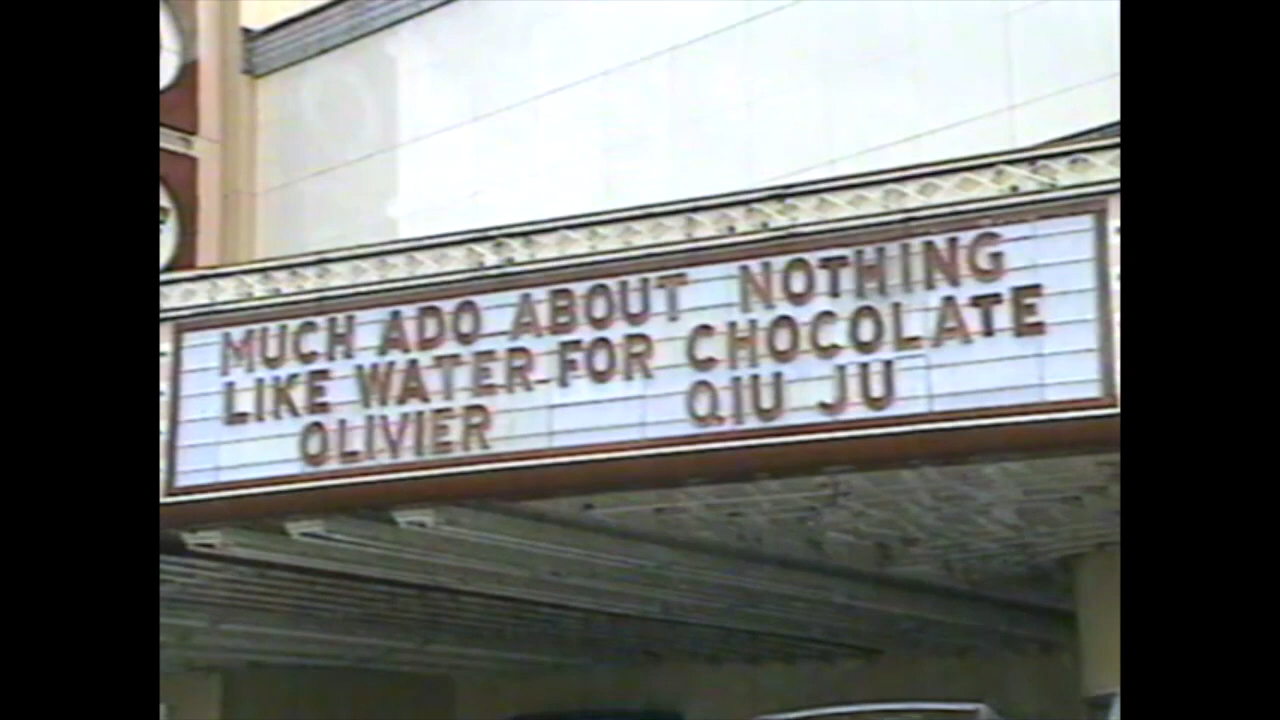 MUCH ADO ABOUT NOTHING
LIKE WATER FOR CHOCOLATE
OLIVIER QIU JU